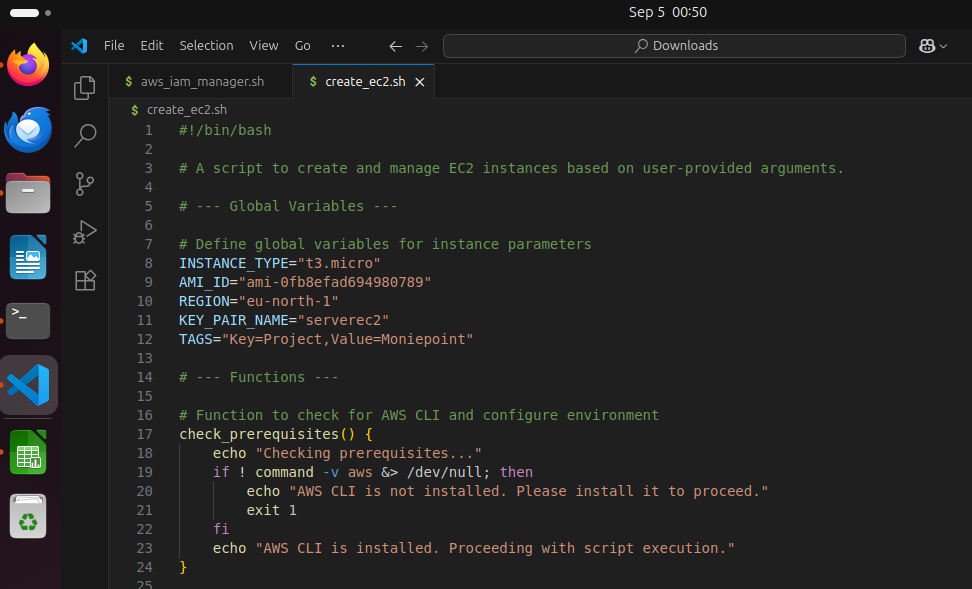 Sep 5 00:50
File Edit Selection View Go ... Downloads
$ aws_iam_manager.sh $ create_ec2.sh ×
$ create_ec2.sh
1 #!/bin/bash
2
3 # A script to create and manage EC2 instances based on user-provided arguments.
4
5 # --- Global Variables ---
6
7 # Define global variables for instance parameters
8 INSTANCE_TYPE="t3.micro"
9 AMI_ID="ami-0fb8efad694980789"
10 REGION="eu-north-1"
11 KEY_PAIR_NAME="serverec2"
12 TAGS="Key=Project,Value=Moniepoint"
13
14 # --- Functions ---
15
16 # Function to check for AWS CLI and configure environment
17 check_prerequisites() {
18     echo "Checking prerequisites..."
19     if ! command -v aws &> /dev/null; then
20         echo "AWS CLI is not installed. Please install it to proceed."
21         exit 1
22     fi
23     echo "AWS CLI is installed. Proceeding with script execution."
24 }
25